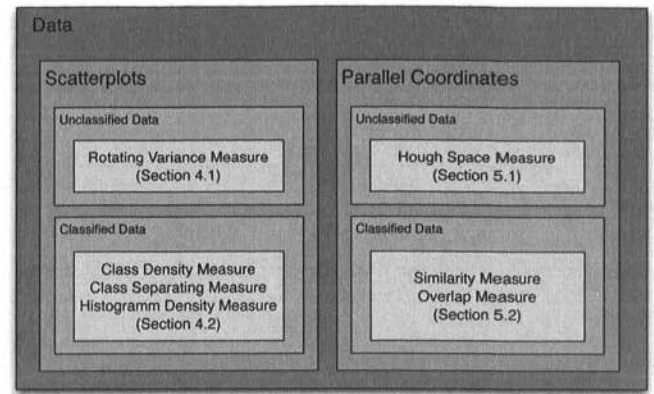 Data
Scatterplots
Unclassified Data
Rotating Variance Measure
(Section 4.1)
Classified Data
Class Density Measure
Class Separating Measure
Histogramm Density Measure
(Section 4.2)
Parallel Coordinates
Unclassified Data
Hough Space Measure
(Section 5.1)
Classified Data
Similarity Measure
Overlap Measure
(Section 5.2)